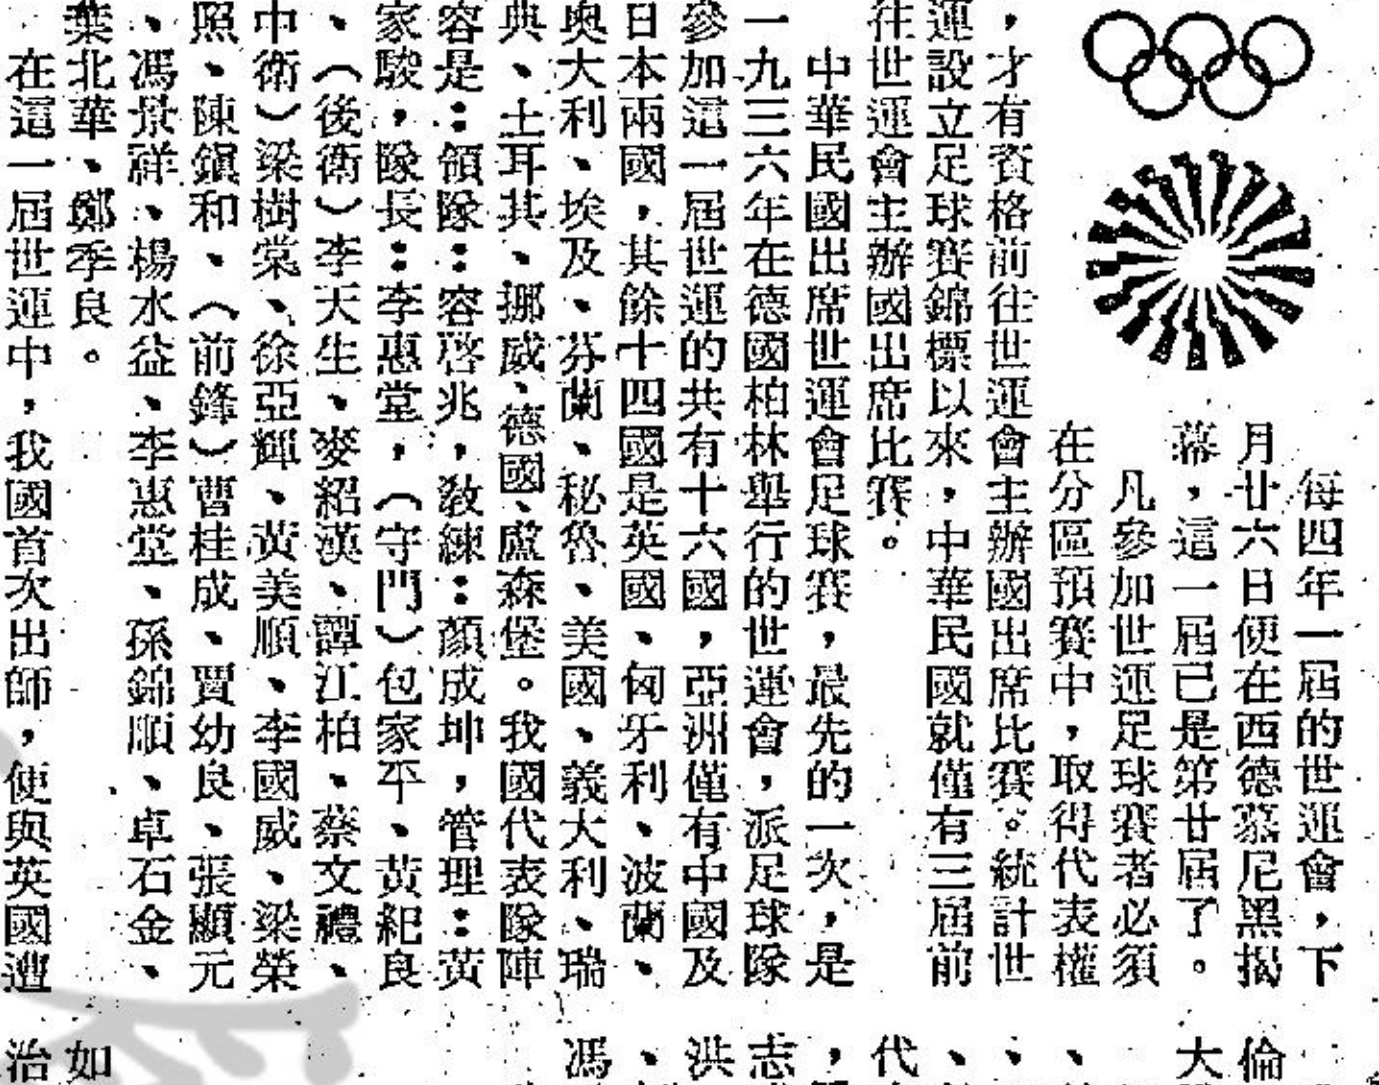 每四年一屆的世運會，下
月廿六日便在西德慕尼黑揭
幕，這一屆已是第廿屆了。
凡參加世運足球賽者必須
在分區預賽中，取得代表權
，才有資格前往世運會主辦國出席比賽。統計世
運設立足球賽錦標以來，中華民國就僅有三屆前
往世運會主辦國出席比賽。
中華民國出席世運會足球賽，最先的一次，是
一九三六年在德國柏林舉行的世運會，派足球隊
參加這一屆世運的共有十六國，亞洲僅有中國及
日本兩國，其餘十四國是英國、匈牙利、波蘭、
奧大利、埃及、芬蘭、秘魯、美國、義大利、瑞
典、土耳其、挪威、德國、盧森堡。我國代表隊陣
容是：領隊：容啓兆，教練：顏成坤，管理：黃
家駿，隊長：李惠堂，（守門）包家平、黃紀良
、（後衛）李天生、麥紹漢、譚江柏、蔡文禮、
中衛）梁樹棠、徐亞輝、黃美順、李國威、梁榮
照、陳鎮和、（前鋒）曹桂成、賈幼良、張顯元
、馮景祥、楊水益、李惠堂、孫錦順、卓石金、
葉北華、鄭季良。
在這一屆世運中，我國首次出師，便與英國遭
倫
大
、
、
、
代
，
志
洪
、
馮
如
治